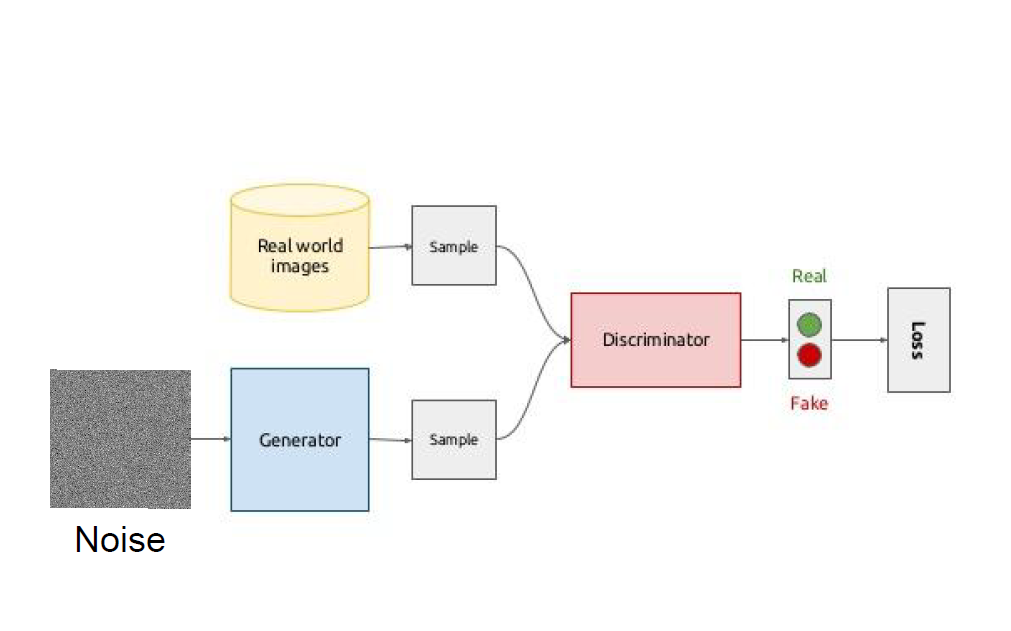 Real world
images
Sample
Real
Discriminator
Loss
Fake
Generator
Sample
Noise